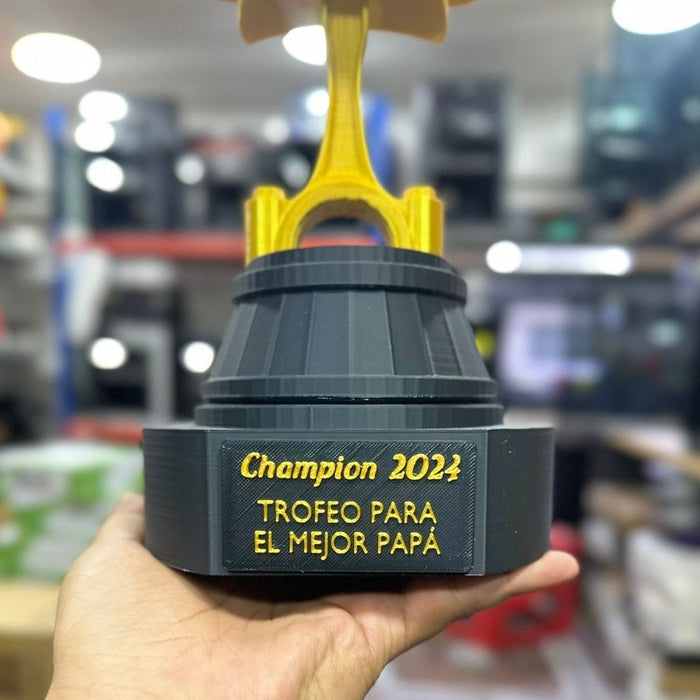 Champion 2024
TROFEO PARA
EL MEJOR PAPÁ